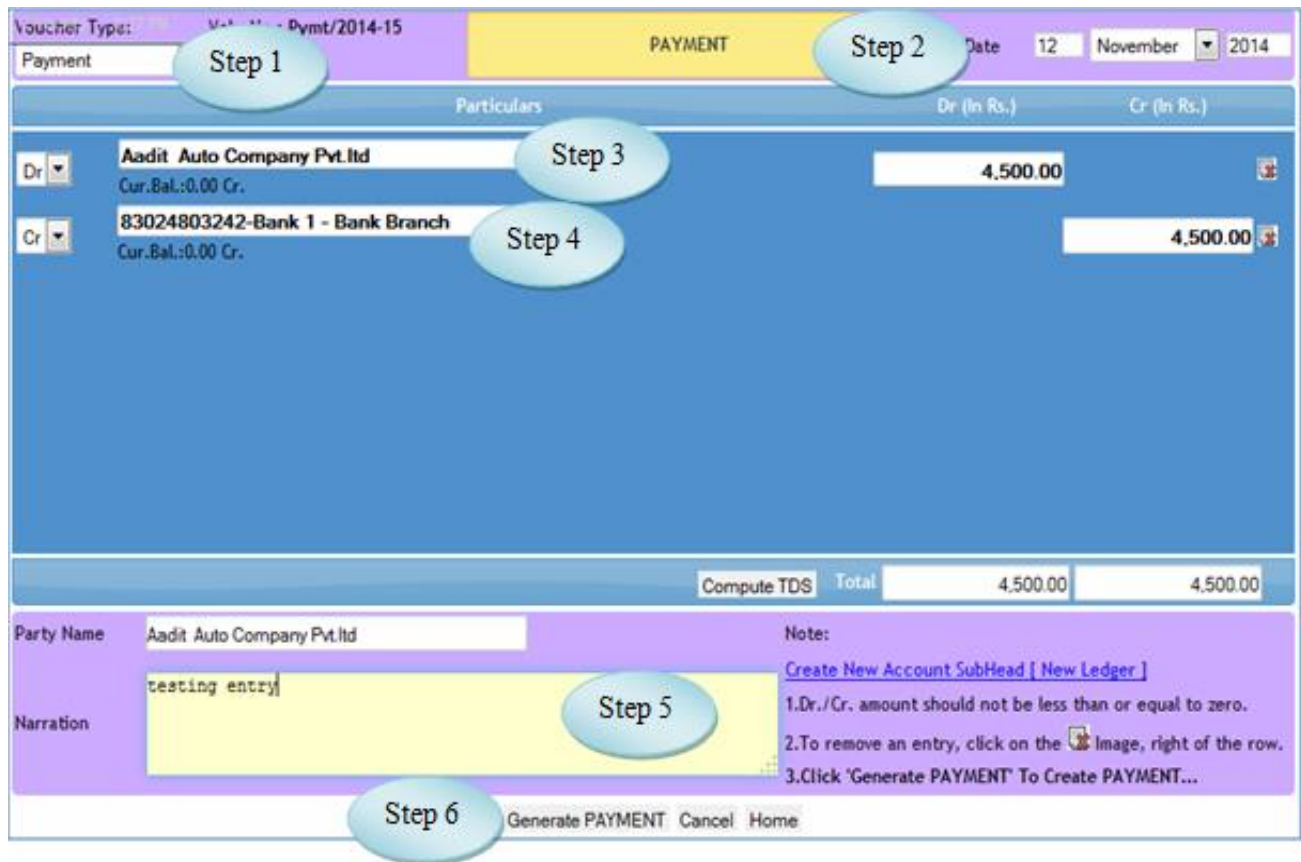 Voucher Type: Pymt/2014-15
Payment Step 1 PAYMENT Step 2 Date 12 November 2014
Particulars Dr (In Rs.) Cr (In Rs.)
Dr Aadit Auto Company Pvt.ltd Step 3 4,500.00
Cur.Bal.:0.00 Cr.
Cr 83024803242-Bank 1 - Bank Branch Step 4 4,500.00
Cur.Bal.:0.00 Cr.
Compute TDS Total 4,500.00 4,500.00
Party Name Aadit Auto Company Pvt.ltd
Narration testing entry Step 5
Note:
Create New Account SubHead [ New Ledger ]
1.Dr./Cr. amount should not be less than or equal to zero.
2.To remove an entry, click on the Image, right of the row.
3.Click 'Generate PAYMENT' To Create PAYMENT...
Step 6 Generate PAYMENT Cancel Home